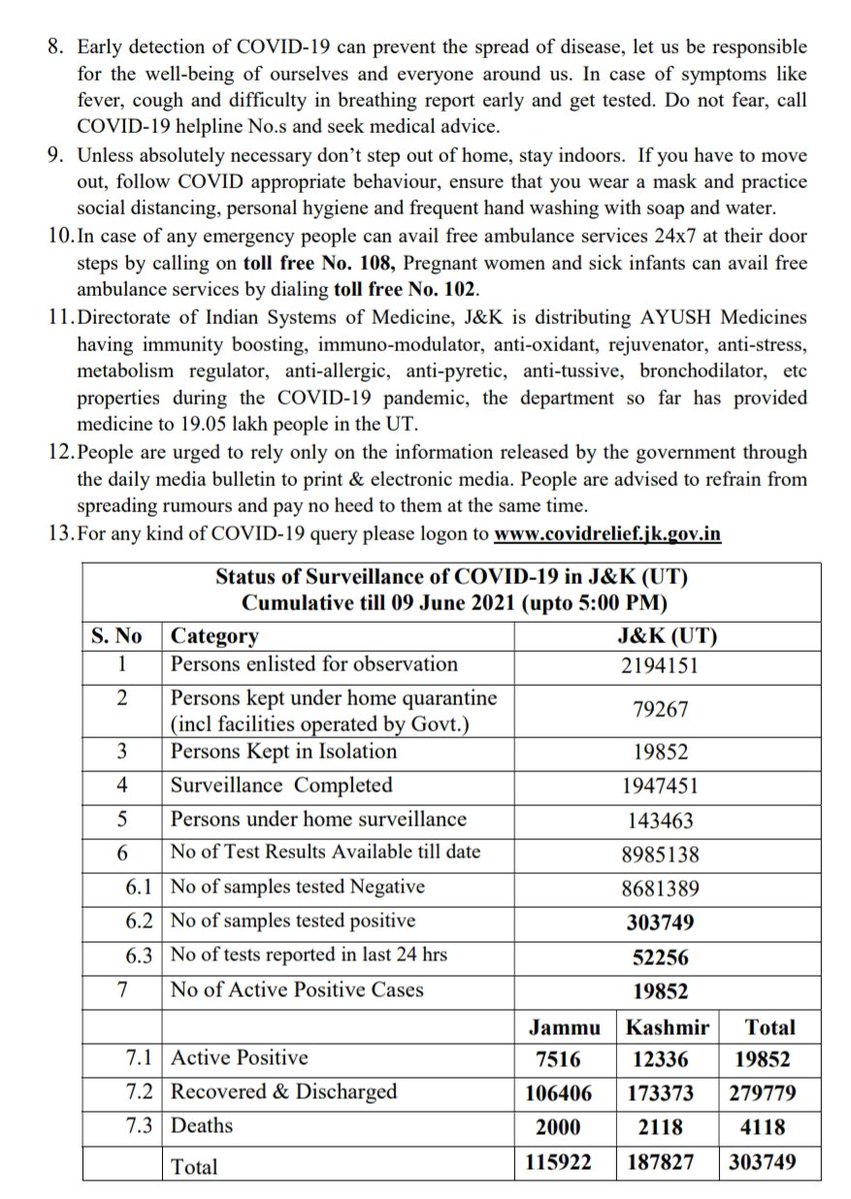 8. Early detection of COVID-19 can prevent the spread of disease, let us be responsible
for the well-being of ourselves and everyone around us. In case of symptoms like
fever, cough and difficulty in breathing report early and get tested. Do not fear, call
COVID-19 helpline No.s and seek medical advice.
9. Unless absolutely necessary don’t step out of home, stay indoors. If you have to move
out, follow COVID appropriate behaviour, ensure that you wear a mask and practice
social distancing, personal hygiene and frequent hand washing with soap and water.
10. In case of any emergency people can avail free ambulance services 24x7 at their door
steps by calling on toll free No. 108, Pregnant women and sick infants can avail free
ambulance services by dialing toll free No. 102.
11. Directorate of Indian Systems of Medicine, J&K is distributing AYUSH Medicines
having immunity boosting, immuno-modulator, anti-oxidant, rejuvenator, anti-stress,
metabolism regulator, anti-allergic, anti-pyretic, anti-tussive, bronchodilator, etc
properties during the COVID-19 pandemic, the department so far has provided
medicine to 19.05 lakh people in the UT.
12. People are urged to rely only on the information released by the government through
the daily media bulletin to print & electronic media. People are advised to refrain from
spreading rumours and pay no heed to them at the same time.
13. For any kind of COVID-19 query please logon to www.covidrelief.jk.gov.in
Status of Surveillance of COVID-19 in J&K (UT)
Cumulative till 09 June 2021 (upto 5:00 PM)
S. No Category J&K (UT)
1 Persons enlisted for observation 2194151
2 Persons kept under home quarantine
(incl facilities operated by Govt.) 79267
3 Persons Kept in Isolation 19852
4 Surveillance Completed 1947451
5 Persons under home surveillance 143463
6 No of Test Results Available till date 8985138
6.1 No of samples tested Negative 8681389
6.2 No of samples tested positive 303749
6.3 No of tests reported in last 24 hrs 52256
7 No of Active Positive Cases 19852
Jammu Kashmir Total
7.1 Active Positive 7516 12336 19852
7.2 Recovered & Discharged 106406 173373 279779
7.3 Deaths 2000 2118 4118
Total 115922 187827 303749